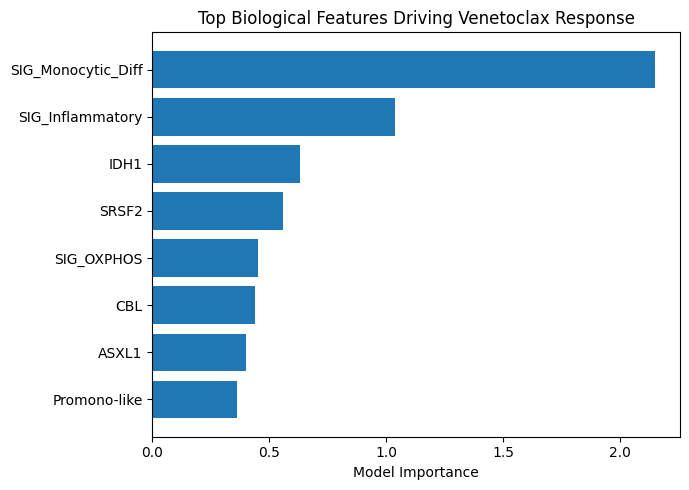 Top Biological Features Driving Venetoclax Response
SIG_Monocytic_Diff
SIG_Inflammatory
IDH1
SRSF2
SIG_OXPHOS
CBL
ASXL1
Promono-like
0.0 0.5 1.0 1.5 2.0
Model Importance